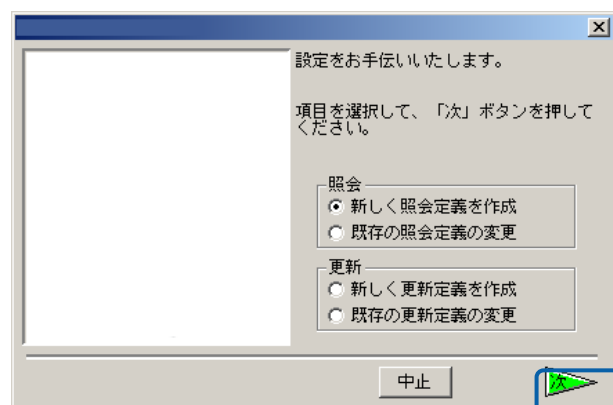 設定をお手伝いいたします。
項目を選択して、「次」ボタンを押して
ください。
照会
新しく照会定義を作成
既存の照会定義の変更
更新
新しく更新定義を作成
既存の更新定義の変更
中止
次